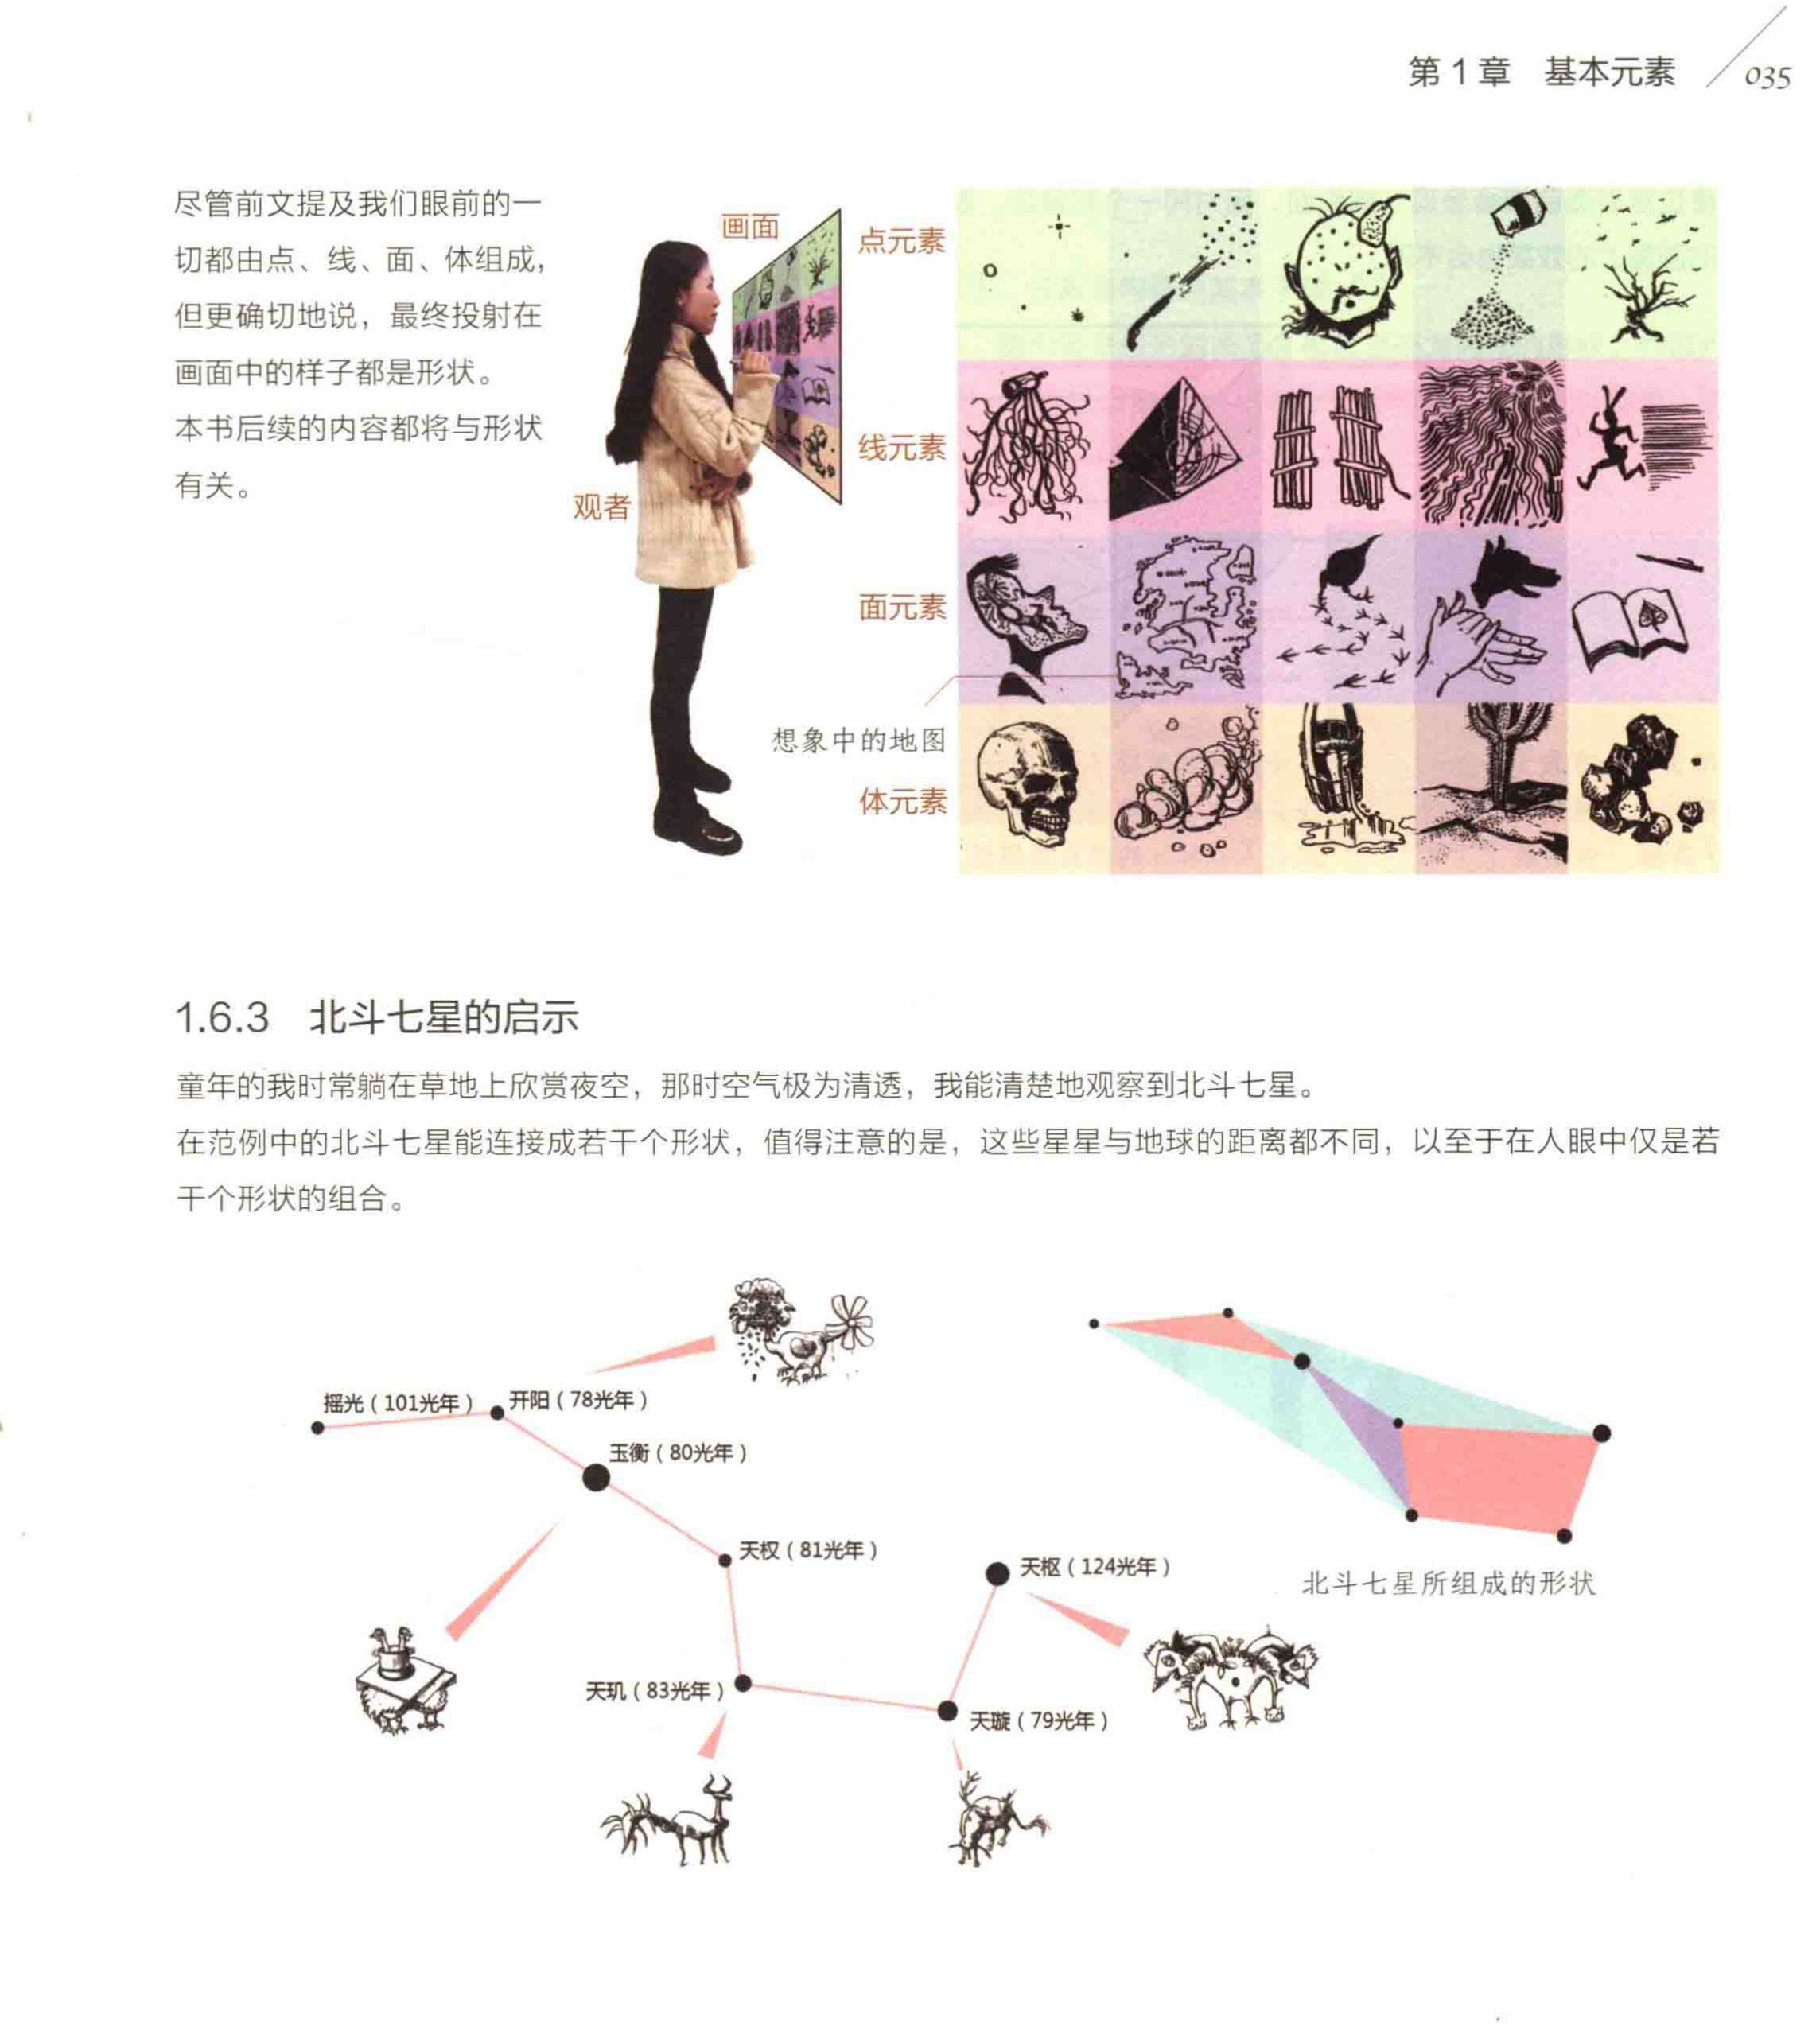 第 1 章　基本元素
035
尽管前文提及我们眼前的一
切都由点、线、面、体组成，
但更确切地说，最终投射在
画面中的样子都是形状。
本书后续的内容都将与形状
有关。
画面
观者
点元素
线元素
面元素
想象中的地图
体元素
1.6.3　北斗七星的启示
童年的我时常躺在草地上欣赏夜空，那时空气极为清透，我能清楚地观察到北斗七星。
在范例中的北斗七星能连接成若干个形状，值得注意的是，这些星星与地球的距离都不同，以至于在人眼中仅是若
干个形状的组合。
摇光（101光年）
开阳（78光年）
玉衡（80光年）
天权（81光年）
天枢（124光年）
天玑（83光年）
天璇（79光年）
北斗七星所组成的形状